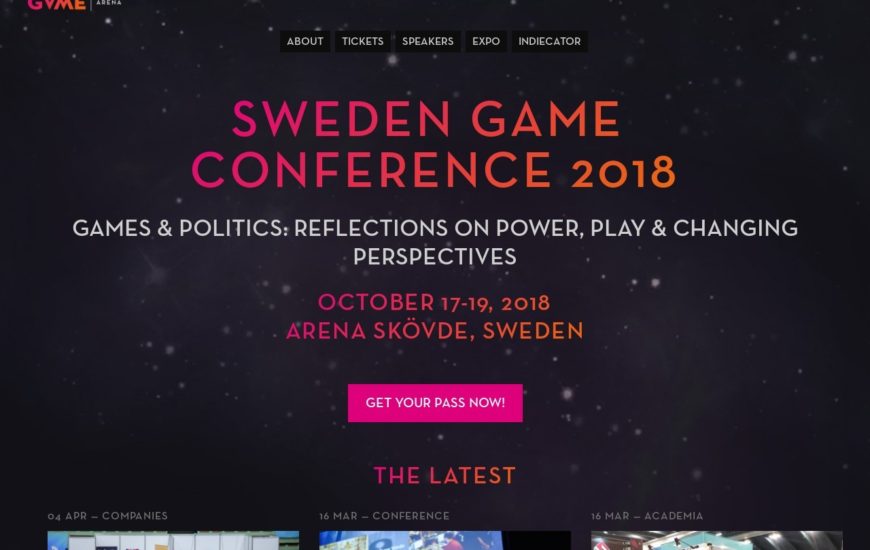 GAME
ARENA
ABOUT TICKETS SPEAKERS EXPO INDIECATOR
SWEDEN GAME
CONFERENCE 2018
GAMES & POLITICS: REFLECTIONS ON POWER, PLAY & CHANGING
PERSPECTIVES
OCTOBER 17-19, 2018
ARENA SKÖVDE, SWEDEN
GET YOUR PASS NOW!
THE LATEST
04 APR — COMPANIES 16 MAR — CONFERENCE 16 MAR — ACADEMIA